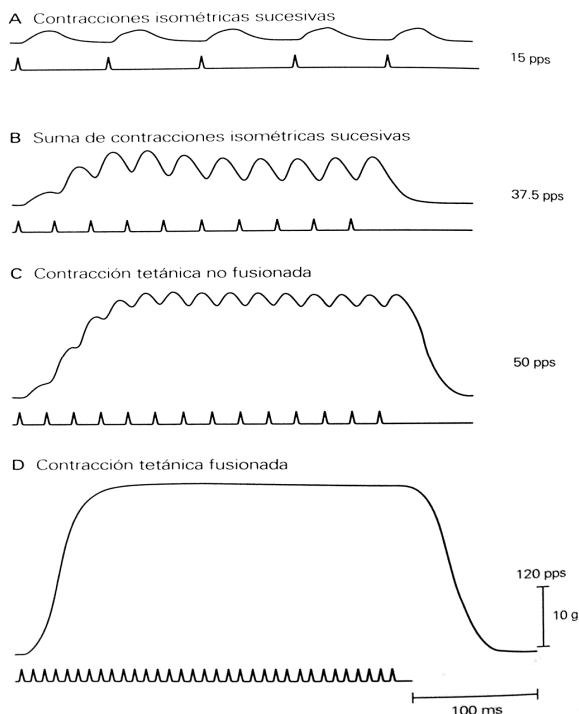 A Contracciones isométricas sucesivas
15 pps
B Suma de contracciones isométricas sucesivas
37.5 pps
C Contracción tetánica no fusionada
50 pps
D Contracción tetánica fusionada
120 pps
10 g
100 ms